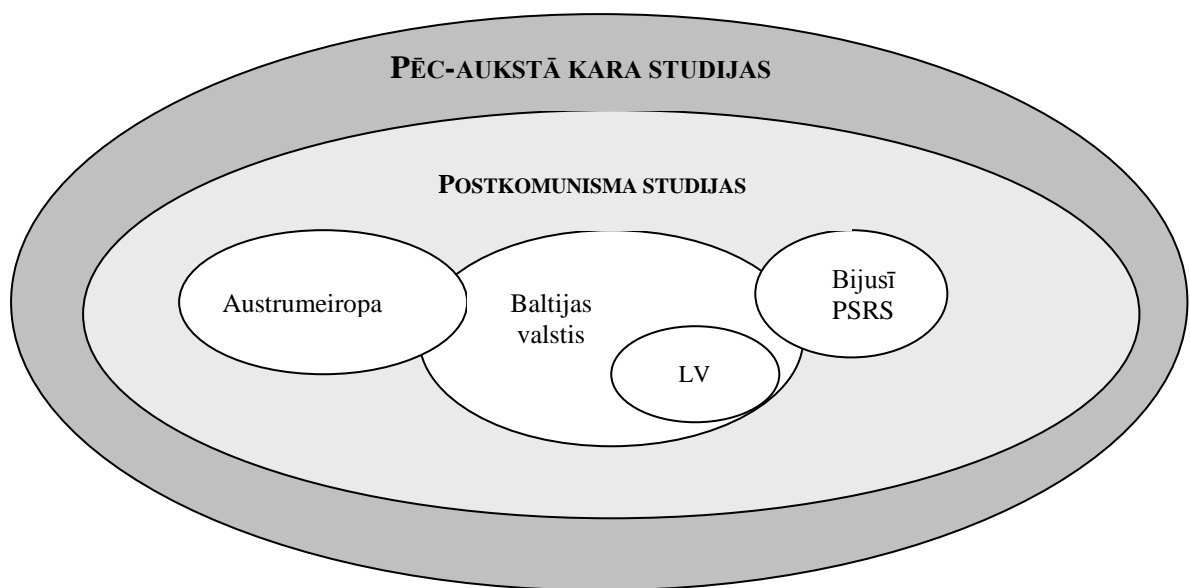 PĒC-AUKSTĀ KARA STUDIJAS
POSTKOMUNISMA STUDIJAS
Austrumeiropa
Baltijas
valstis
Bijusī
PSRS
LV